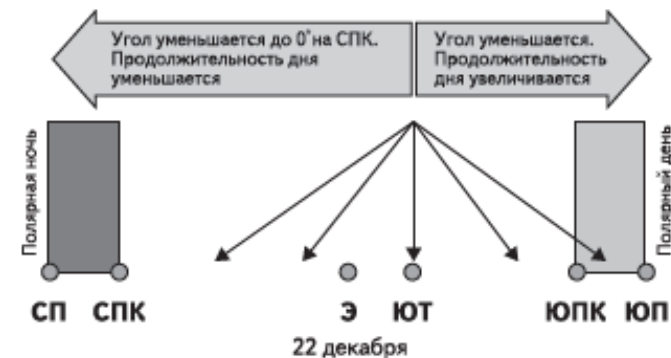 Угол уменьшается до 0° на СПК.
Продолжительность дня
уменьшается
Угол уменьшается.
Продолжительность
дня увеличивается
Полярная ночь
Полярный день
СП СПК Э ЮТ ЮПК ЮП
22 декабря